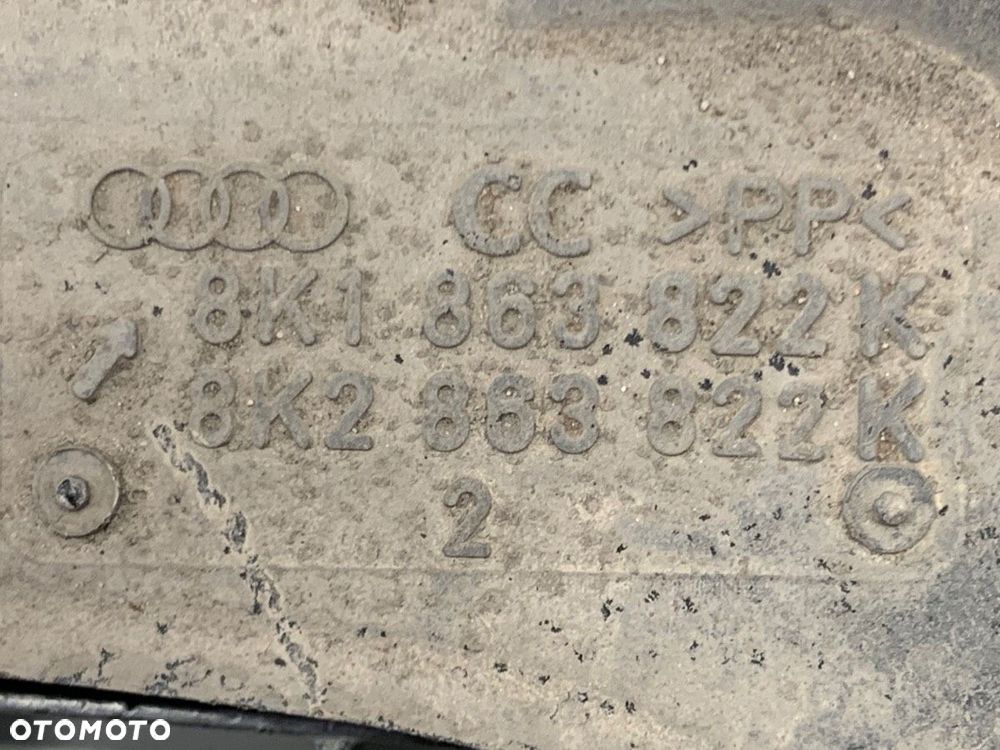 CC >PP<
8K1 863 822 K
8K2 863 822 K
2
OTOMOTO